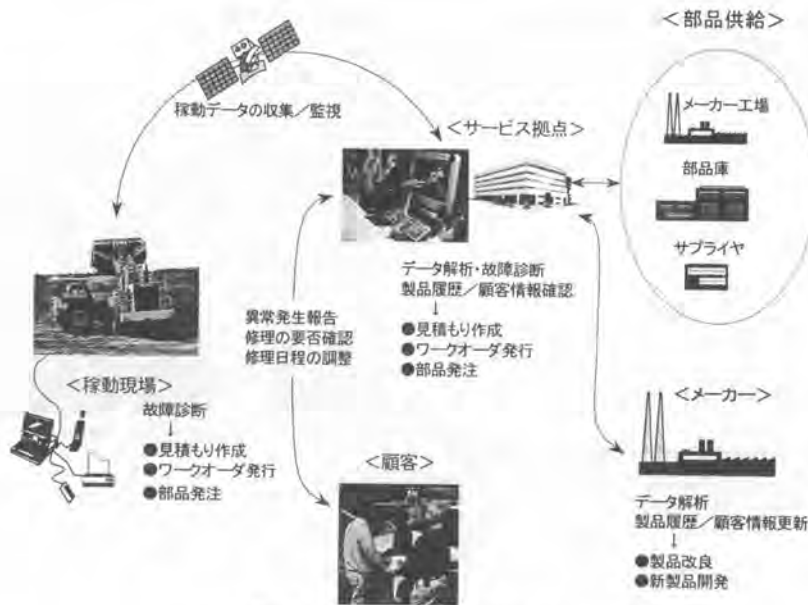 <部品供給>
メーカー工場
部品庫
サプライヤ
稼動データの収集/監視
<サービス拠点>
データ解析・故障診断
製品履歴/顧客情報確認
↓
●見積もり作成
●ワークオーダ発行
●部品発注
異常発生報告
修理の要否確認
修理日程の調整
<稼動現場>
故障診断
↓
●見積もり作成
●ワークオーダ発行
●部品発注
<顧客>
<メーカー>
データ解析
製品履歴/顧客情報更新
↓
●製品改良
●新製品開発